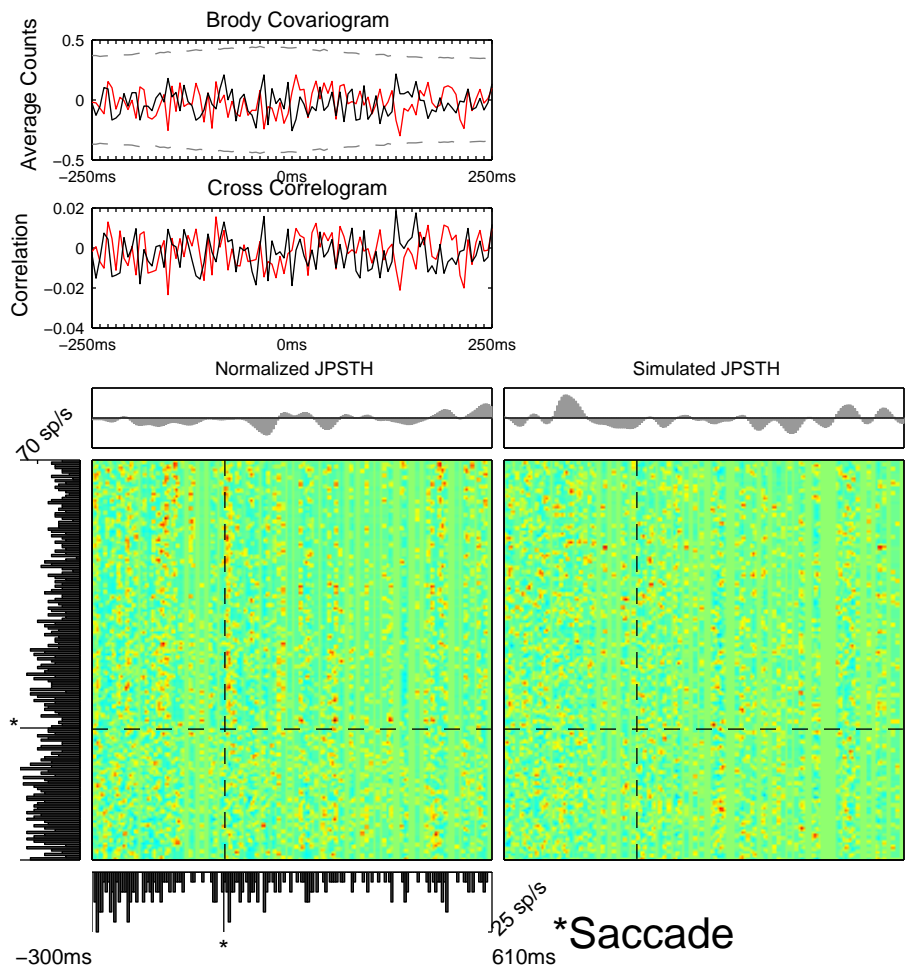 Brody Covariogram
0.5
0
−0.5
Average Counts
−250ms 0ms 250ms
Cross Correlogram
0.02
0
−0.02
−0.04
Correlation
−250ms 0ms 250ms
Normalized JPSTH Simulated JPSTH
70 sp/s
*
25 sp/s
*
*Saccade
−300ms 610ms